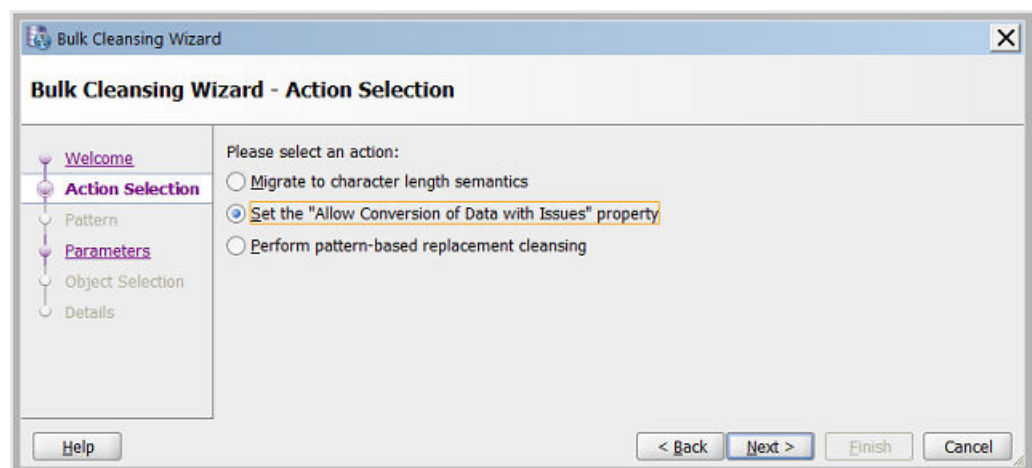 Bulk Cleansing Wizard
Bulk Cleansing Wizard - Action Selection
Welcome
Action Selection
Pattern
Parameters
Object Selection
Details
Please select an action:
Migrate to character length semantics
Set the "Allow Conversion of Data with Issues" property
Perform pattern-based replacement cleansing
Help
< Back
Next >
Finish
Cancel